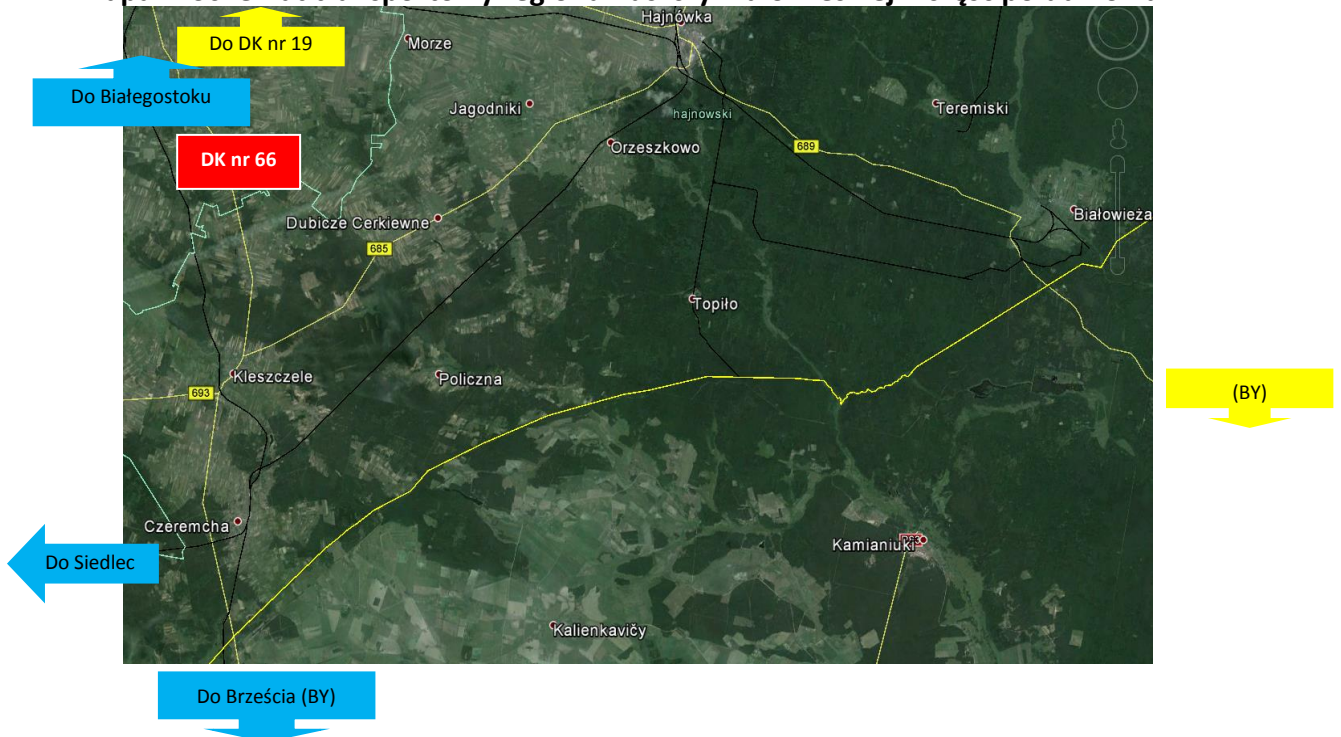 Hajnówka
Do DK nr 19
Morze
Do Białegostoku
Jagodniki
Teremiski
hajnowski
DK nr 66
Orzeszkowo
689
Dubicze Cerkiewne
Białowieża
685
Topiło
Kleszczele
Policzna
693
(BY)
Czeremcha
Kamianiuki
Do Siedlec
Kalienkavičy
Do Brześcia (BY)